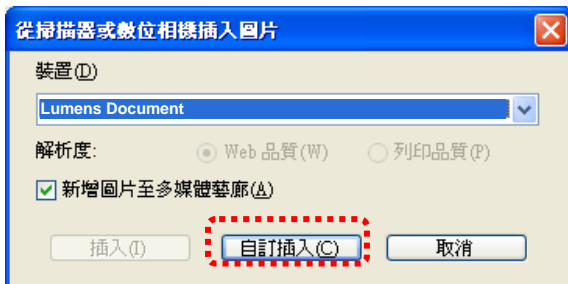 從掃描器或數位相機插入圖片
裝置(D)
Lumens Document
解析度: Web 品質(W) 列印品質(P)
新增圖片至多媒體藝廊(A)
插入(I) 自訂插入(C) 取消